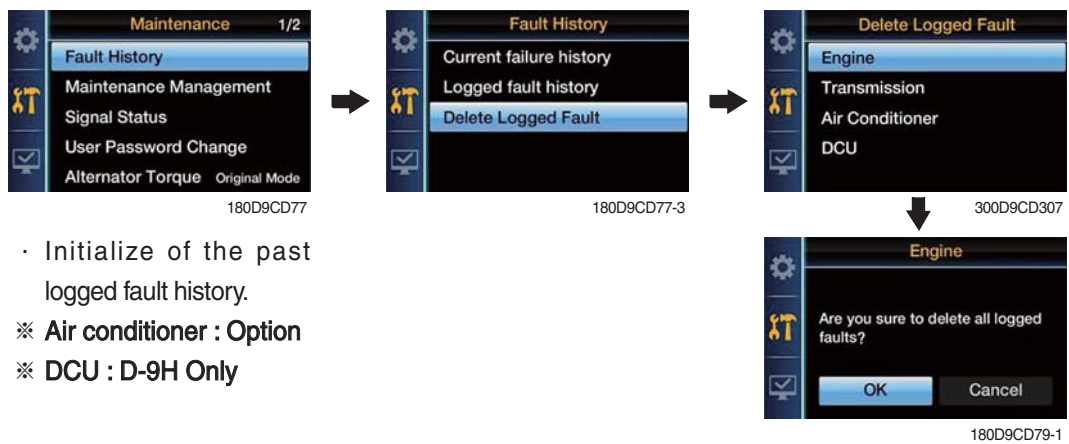 Maintenance 1/2
Fault History
Maintenance Management
Signal Status
User Password Change
Alternator Torque Original Mode
180D9CD77
Fault History
Current failure history
Logged fault history
Delete Logged Fault
180D9CD77-3
Delete Logged Fault
Engine
Transmission
Air Conditioner
DCU
300D9CD307
· Initialize of the past
logged fault history.
※ Air conditioner : Option
※ DCU : D-9H Only
Engine
Are you sure to delete all logged
faults?
OK Cancel
180D9CD79-1